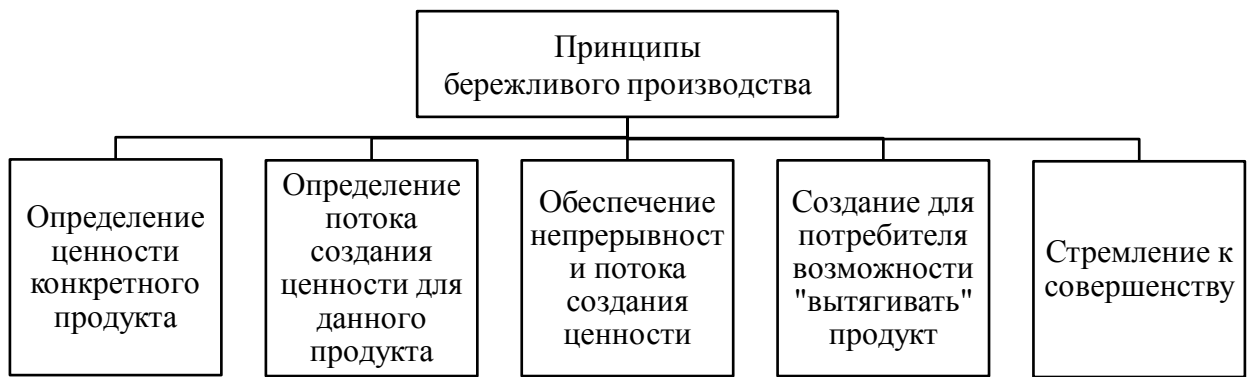 Принципы
бережливого производства
Определение
ценности
конкретного
продукта
Определение
потока
создания
ценности для
данного
продукта
Обеспечение
непрерывност
и потока
создания
ценности
Создание для
потребителя
возможности
"вытягивать"
продукт
Стремление к
совершенству